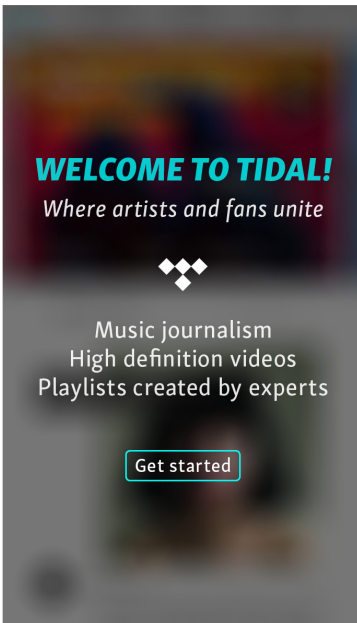 WELCOME TO TIDAL!
Where artists and fans unite
Music journalism
High definition videos
Playlists created by experts
Get started